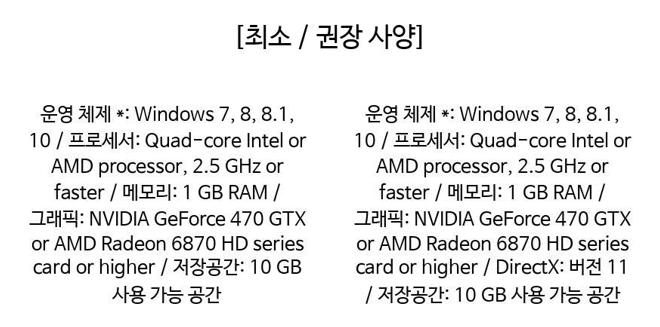 [최소 / 권장 사양]
운영 체제 *: Windows 7, 8, 8.1,
10 / 프로세서: Quad-core Intel or
AMD processor, 2.5 GHz or
faster / 메모리: 1 GB RAM /
그래픽: NVIDIA GeForce 470 GTX
or AMD Radeon 6870 HD series
card or higher / 저장공간: 10 GB
사용 가능 공간
운영 체제 *: Windows 7, 8, 8.1,
10 / 프로세서: Quad-core Intel or
AMD processor, 2.5 GHz or
faster / 메모리: 1 GB RAM /
그래픽: NVIDIA GeForce 470 GTX
or AMD Radeon 6870 HD series
card or higher / DirectX: 버전 11
/ 저장공간: 10 GB 사용 가능 공간